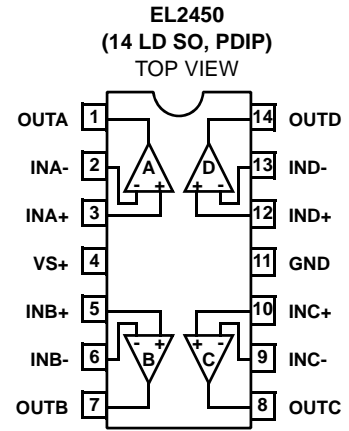 EL2450
(14 LD SO, PDIP)
TOP VIEW
OUTA 1 14 OUTD
INA- 2 A D 13 IND-
- + + -
INA+ 3 12 IND+
VS+ 4 11 GND
INB+ 5 10 INC+
- + + -
INB- 6 B C 9 INC-
OUTB 7 8 OUTC